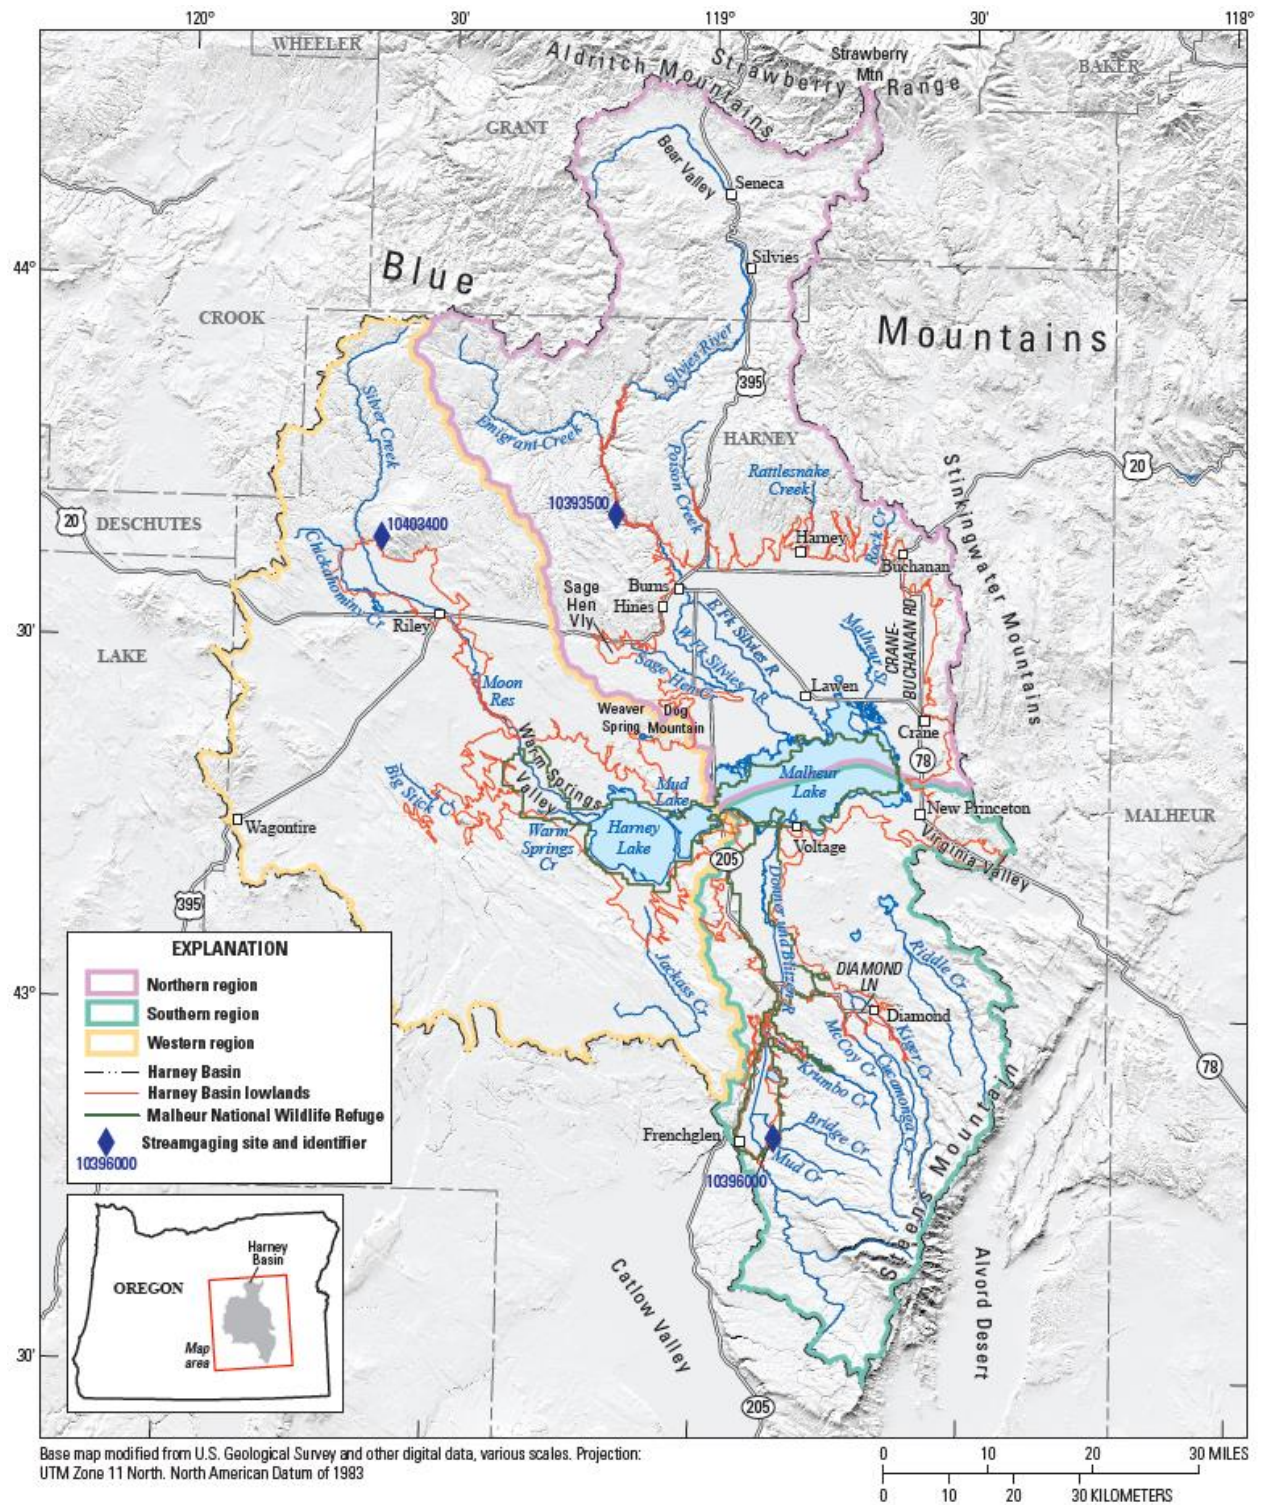 120°
30'
119°
30'
118°
WHEELER
Aldritch Mountains
Strawberry Range
Strawberry
Mtn
BAKER
GRANT
Bear Valley
Seneca
44°
Blue
Silvies
CROOK
Mountains
Silvies River
395
Silver Creek
Emigrant Creek
HARNEY
Poison Creek
Rattlesnake
Creek
20
Stinkingwater Mountains
20
DESCHUTES
10403400
10393500
Harney
Rock Cr
Buchanan
Chickahominy Cr
Sage
Hen
Vly
Burns
Hines
30'
Riley
E Fk Silvies R
W Fk Silvies R
Malheur S
CRANE-
BUCHANAN RD
LAKE
Sage Hen Cr
Moon
Res
Lawen
Weaver
Spring
Dog
Mountain
Crane
78
Warm Springs
Valley
Big Stick C
Mud
Lake
Malheur
Lake
New Princeton
MALHEUR
Wagontire
Warm
Springs
Cr
Harney
Lake
205
Voltage
Virginia Valley
395
Donner und Blitzen R
Riddle Cr
EXPLANATION
Northern region
Southern region
Western region
Harney Basin
Harney Basin lowlands
Malheur National Wildlife Refuge
Streamgaging site and identifier
10396000
Jackass Cr
DIAMOND
LN
Diamond
43°
McCoy Cr
Kiger Cr
Cucamonga Cr
Krumbo Cr
78
Bridge Cr
Frenchglen
Mud Cr
10396000
Steens Mountain
Harney
Basin
OREGON
Map
area
Catlow Valley
Alvord Desert
30'
205
Base map modified from U.S. Geological Survey and other digital data, various scales. Projection:
UTM Zone 11 North. North American Datum of 1983
0 10 20 30 MILES
0 10 20 30 KILOMETERS